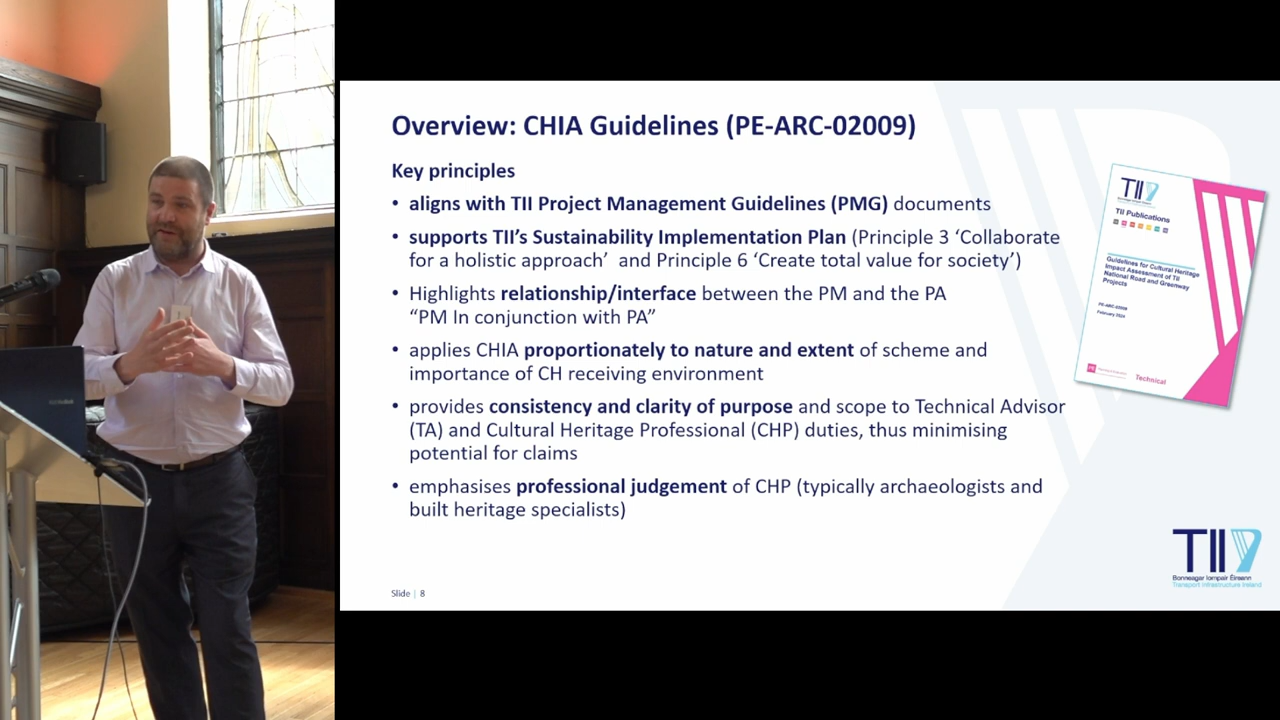 Overview: CHIA Guidelines (PE-ARC-02009)
Key principles
• aligns with TII Project Management Guidelines (PMG) documents
• supports TII’s Sustainability Implementation Plan (Principle 3 ‘Collaborate
for a holistic approach’ and Principle 6 ‘Create total value for society’)
• Highlights relationship/interface between the PM and the PA
“PM In conjunction with PA”
• applies CHIA proportionately to nature and extent of scheme and
importance of CH receiving environment
• provides consistency and clarity of purpose and scope to Technical Advisor
(TA) and Cultural Heritage Professional (CHP) duties, thus minimising
potential for claims
• emphasises professional judgement of CHP (typically archaeologists and
built heritage specialists)
TII
TII Publications
Guidelines for Cultural Heritage
Impact Assessment of TII
National Road and Greenway
Projects
PE-ARC-02009
February 2024
PE
Technical
TII
Bonneagar Iompair Éireann
Transport Infrastructure Ireland
Slide | 8